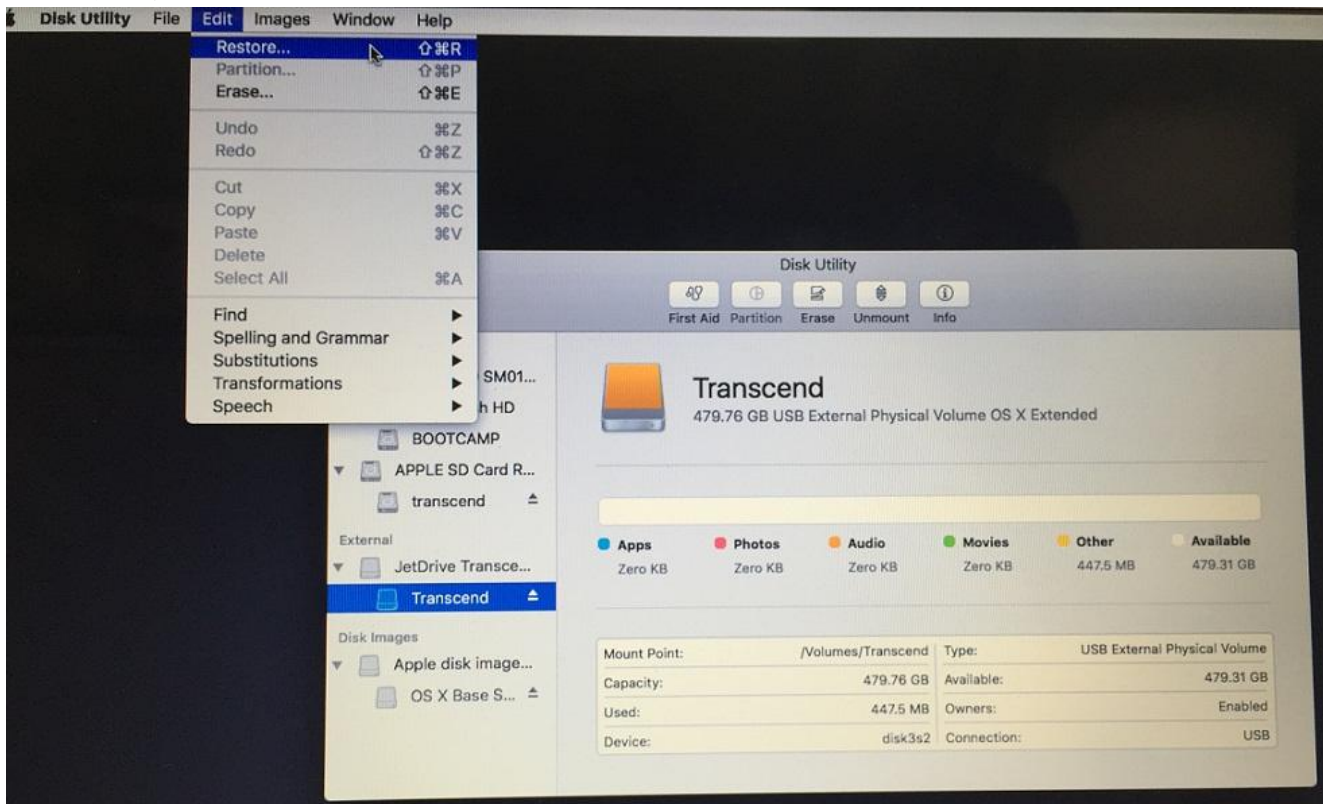 Disk Utility File Edit Images Window Help
Restore... ⇧⌘R
Partition... ⇧⌘P
Erase... ⇧⌘E
Undo ⌘Z
Redo ⇧⌘Z
Cut ⌘X
Copy ⌘C
Paste ⌘V
Delete
Select All ⌘A
Find
Spelling and Grammar
Substitutions
Transformations
Speech
Disk Utility
First Aid Partition Erase Unmount Info
SM01...
h HD
BOOTCAMP
APPLE SD Card R...
transcend
External
JetDrive Transce...
Transcend
Disk Images
Apple disk image...
OS X Base S...
Transcend
479.76 GB USB External Physical Volume OS X Extended
Apps Photos Audio Movies Other Available
Zero KB Zero KB Zero KB Zero KB 447.5 MB 479.31 GB
Mount Point: /Volumes/Transcend Type: USB External Physical Volume
Capacity: 479.76 GB Available: 479.31 GB
Used: 447.5 MB Owners: Enabled
Device: disk3s2 Connection: USB